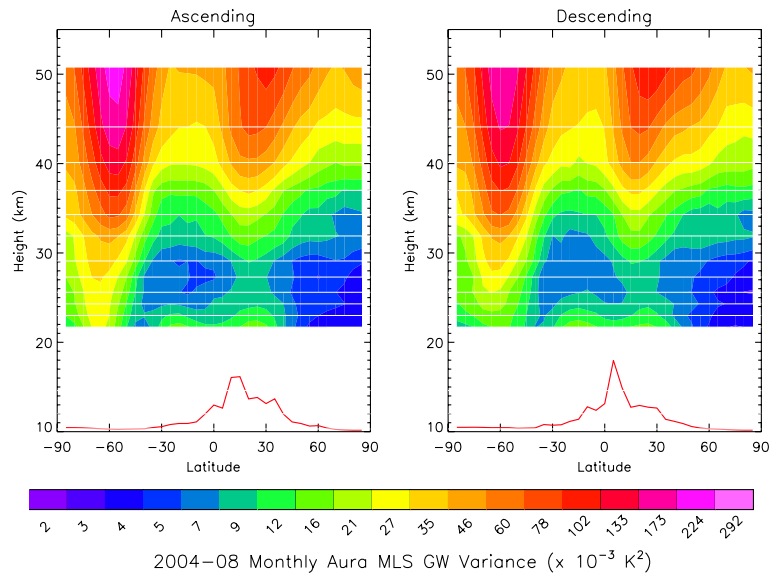 Ascending
Descending
Height (km)
50
40
30
20
10
Height (km)
50
40
30
20
10
−90 −60 −30 0 30 60 90
Latitude
−90 −60 −30 0 30 60 90
Latitude
2 3 4 5 7 9 12 16 21 27 35 46 60 78 102 133 173 224 292
2004−08 Monthly Aura MLS GW Variance (x 10⁻³ K²)